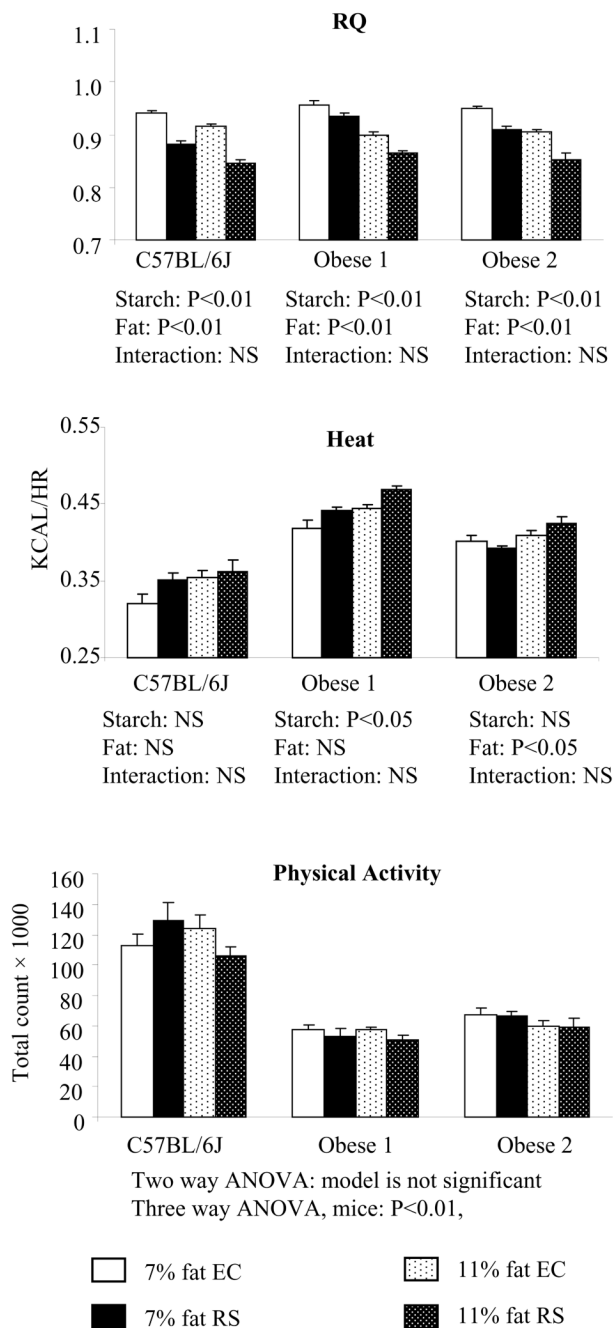 RQ
1.1
1.0
0.9
0.8
0.7
C57BL/6J Obese 1 Obese 2
Starch: P<0.01 Starch: P<0.01 Starch: P<0.01
Fat: P<0.01 Fat: P<0.01 Fat: P<0.01
Interaction: NS Interaction: NS Interaction: NS
Heat
KCAL/HR
0.55
0.45
0.35
0.25
C57BL/6J Obese 1 Obese 2
Starch: NS Starch: P<0.05 Starch: NS
Fat: NS Fat: NS Fat: P<0.05
Interaction: NS Interaction: NS Interaction: NS
Physical Activity
Total count × 1000
160
140
120
100
80
60
40
20
0
C57BL/6J Obese 1 Obese 2
Two way ANOVA: model is not significant
Three way ANOVA, mice: P<0.01,
7% fat EC 11% fat EC
7% fat RS 11% fat RS